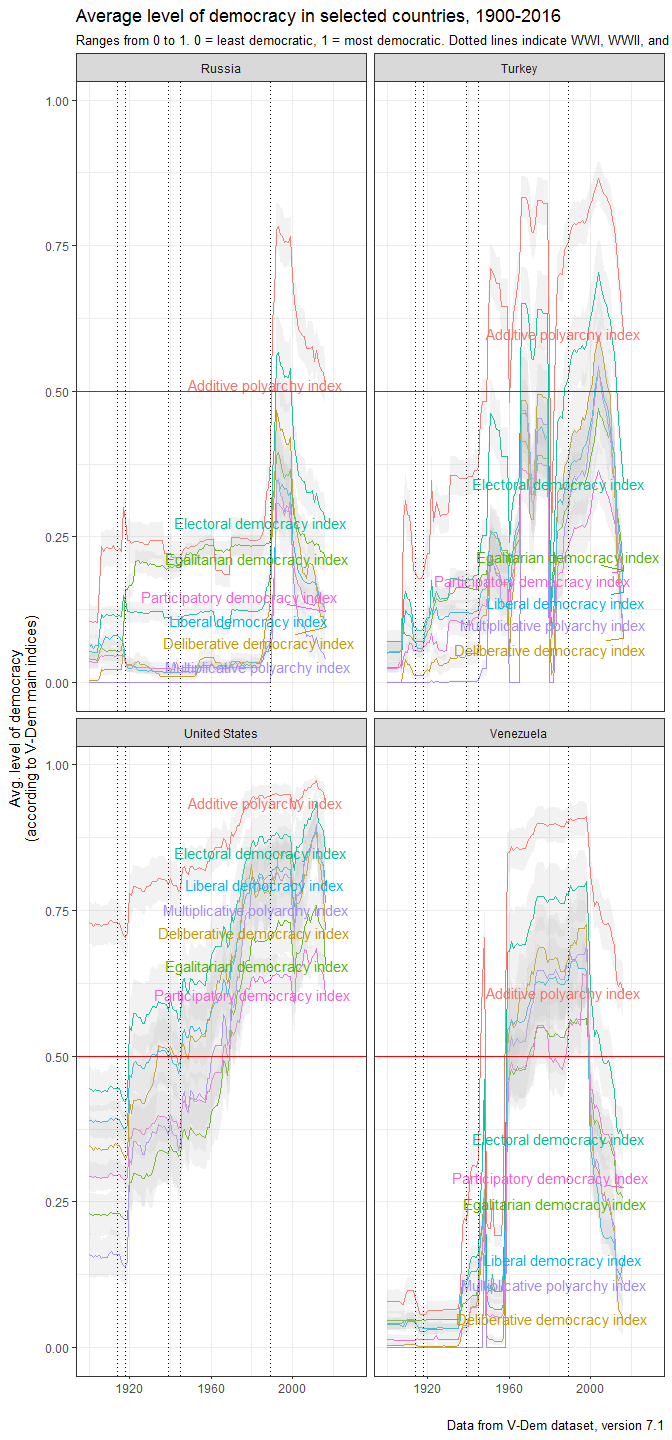 Average level of democracy in selected countries, 1900-2016
Ranges from 0 to 1. 0 = least democratic, 1 = most democratic. Dotted lines indicate WWI, WWII, and
Avg. level of democracy
(according to V-Dem main indices)
Russia
1.00
0.75
0.50
0.25
0.00
Additive polyarchy index
Electoral democracy index
Egalitarian democracy index
Participatory democracy index
Liberal democracy index
Deliberative democracy index
Multiplicative polyarchy index
Turkey
Additive polyarchy index
Electoral democracy index
Egalitarian democracy index
Participatory democracy index
Liberal democracy index
Multiplicative polyarchy index
Deliberative democracy index
United States
1.00
0.75
0.50
0.25
0.00
Additive polyarchy index
Electoral democracy index
Liberal democracy index
Multiplicative polyarchy index
Deliberative democracy index
Egalitarian democracy index
Participatory democracy index
1920
1960
2000
Venezuela
Additive polyarchy index
Electoral democracy index
Participatory democracy index
Egalitarian democracy index
Liberal democracy index
Multiplicative polyarchy index
Deliberative democracy index
1920
1960
2000
Data from V-Dem dataset, version 7.1